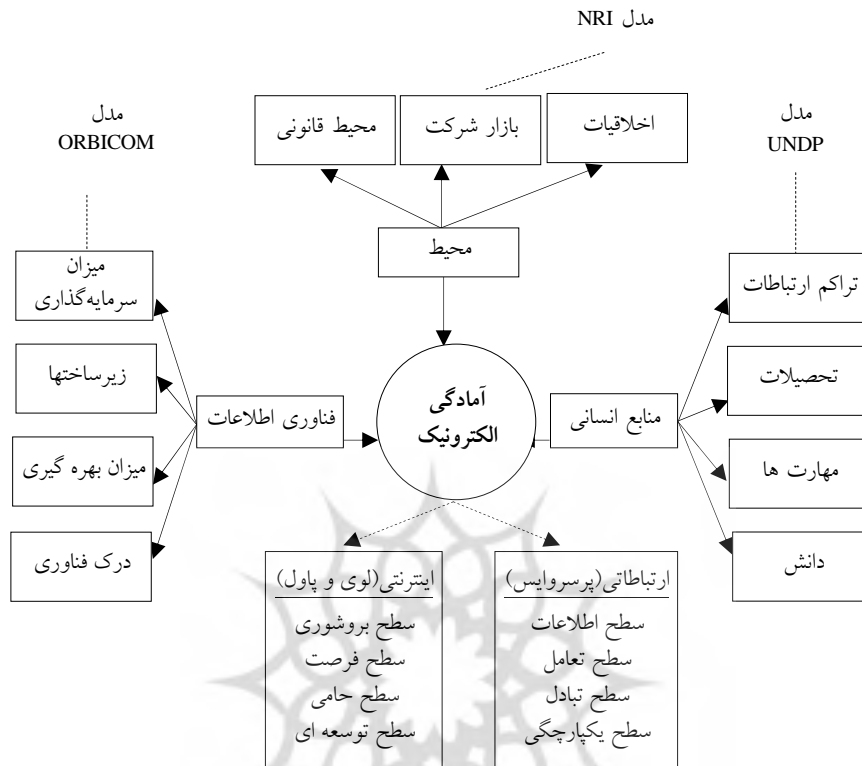 مدل NRI
مدل
UNDP
مدل
ORBICOM
اخلاقیات
بازار شرکت
محیط قانونی
محیط
تراکم ارتباطات
تحصیلات
مهارت ها
دانش
منابع انسانی
آمادگی
الکترونیک
فناوری اطلاعات
میزان
سرمایه‌گذاری
زیرساختها
میزان بهره گیری
درک فناوری
ارتباطاتی(پرسروایس)
سطح اطلاعات
سطح تعامل
سطح تبادل
سطح یکپارچگی
اینترنتی(لوی و پاول)
سطح بروشوری
سطح فرصت
سطح حامی
سطح توسعه ای